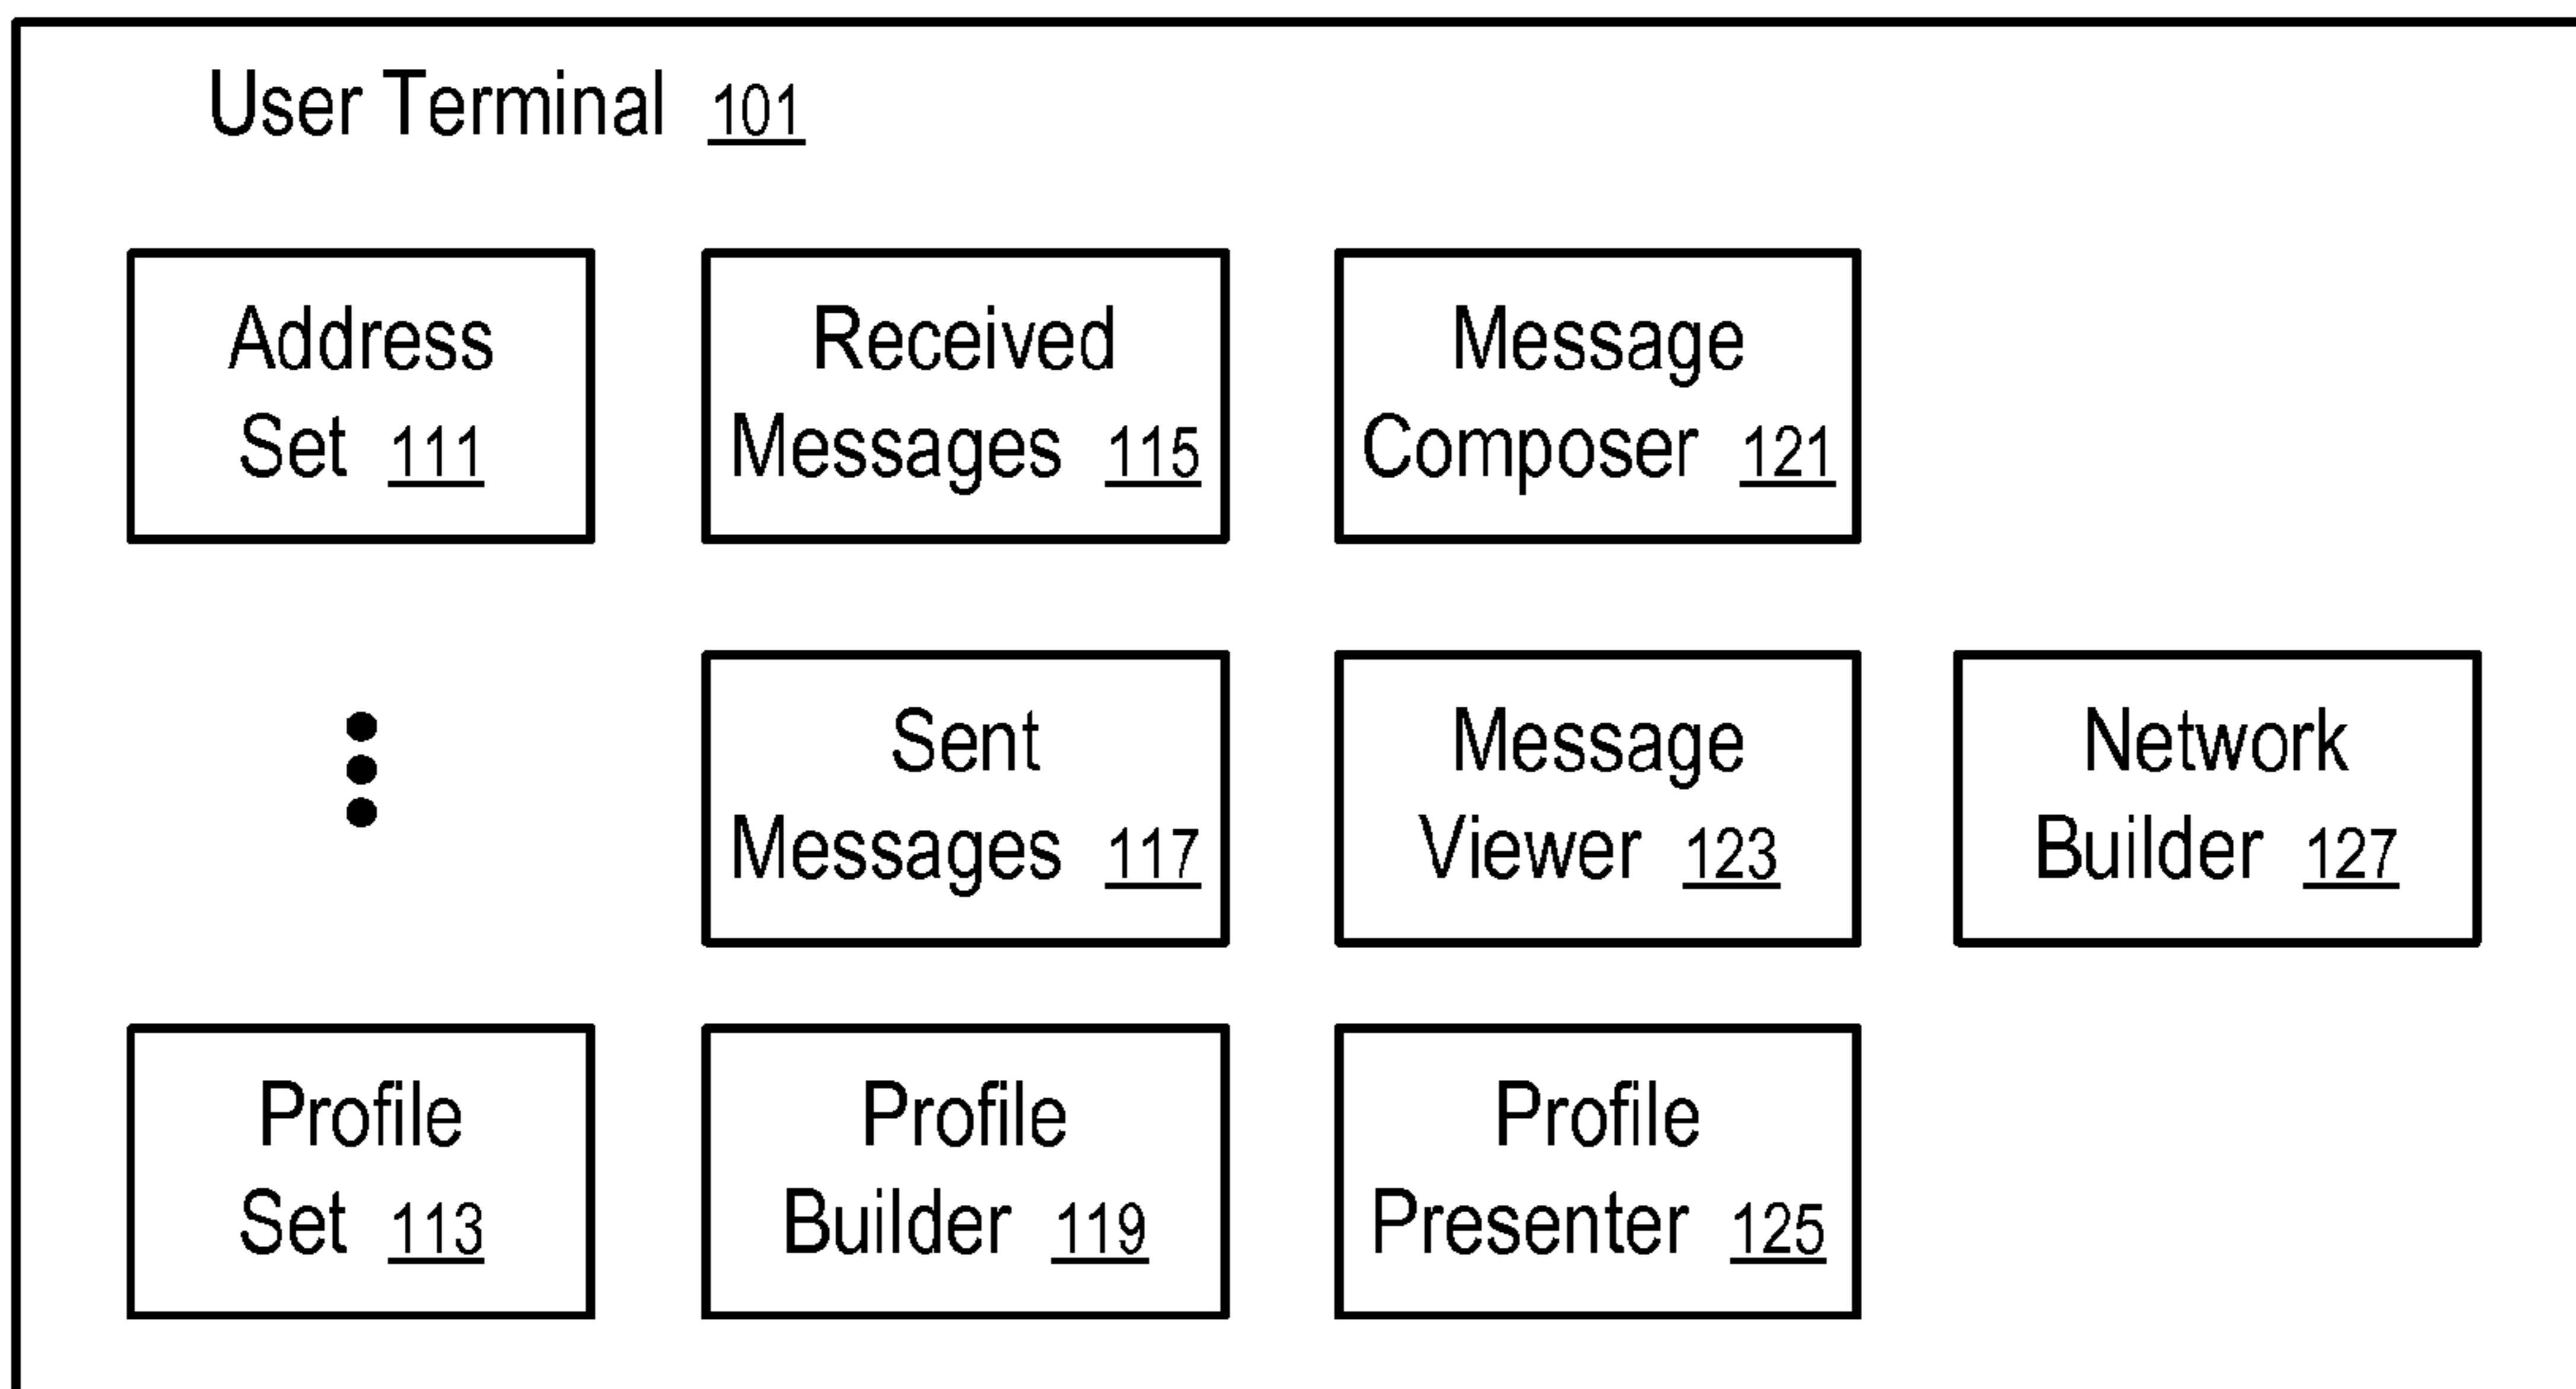 User Terminal 101
Address
Set 111
Received
Messages 115
Message
Composer 121
Sent
Messages 117
Message
Viewer 123
Network
Builder 127
Profile
Set 113
Profile
Builder 119
Profile
Presenter 125